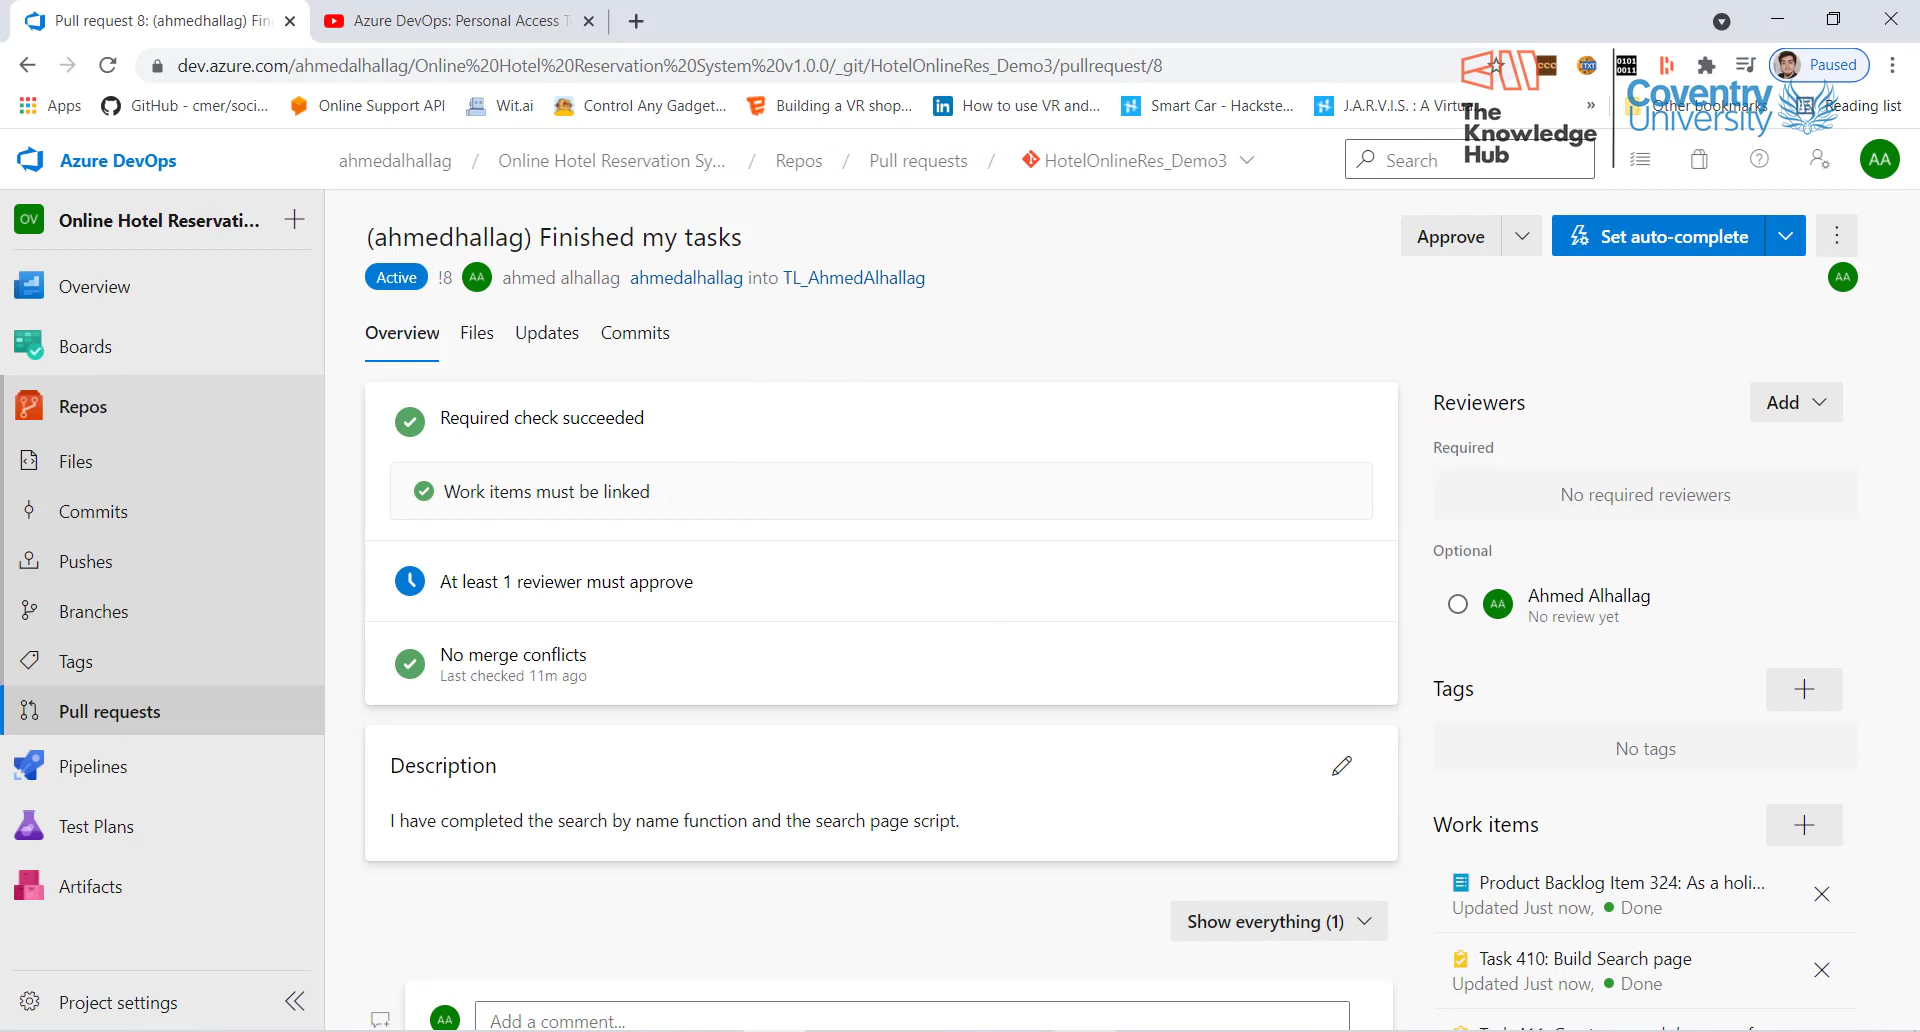 Pull request 8: (ahmedhallag) Fini
Azure DevOps: Personal Access T
dev.azure.com/ahmedalhallag/Online%20Hotel%20Reservation%20System%20v1.0.0/_git/HotelOnlineRes_Demo3/pullrequest/8
Paused
Apps
GitHub - cmer/soci...
Online Support API
Wit.ai
Control Any Gadget...
Building a VR shop...
How to use VR and...
Smart Car - Hackste...
J.A.R.V.I.S. : A Virtua
»
Other bookmarks
Reading list
The
Knowledge
Hub
Coventry
University
Azure DevOps
ahmedalhallag / Online Hotel Reservation Sy... / Repos / Pull requests / HotelOnlineRes_Demo3
Search
AA
OV
Online Hotel Reservati...
Overview
Boards
Repos
Files
Commits
Pushes
Branches
Tags
Pull requests
Pipelines
Test Plans
Artifacts
Project settings
(ahmedhallag) Finished my tasks
Approve
Set auto-complete
Active !8 AA ahmed alhallag ahmedalhallag into TL_AhmedAlhallag
AA
Overview Files Updates Commits
Required check succeeded
Work items must be linked
At least 1 reviewer must approve
No merge conflicts
Last checked 11m ago
Description
I have completed the search by name function and the search page script.
Show everything (1)
AA
Add a comment...
Reviewers
Add
Required
No required reviewers
Optional
AA
Ahmed Alhallag
No review yet
Tags
No tags
Work items
Product Backlog Item 324: As a holi...
Updated Just now, Done
Task 410: Build Search page
Updated Just now, Done